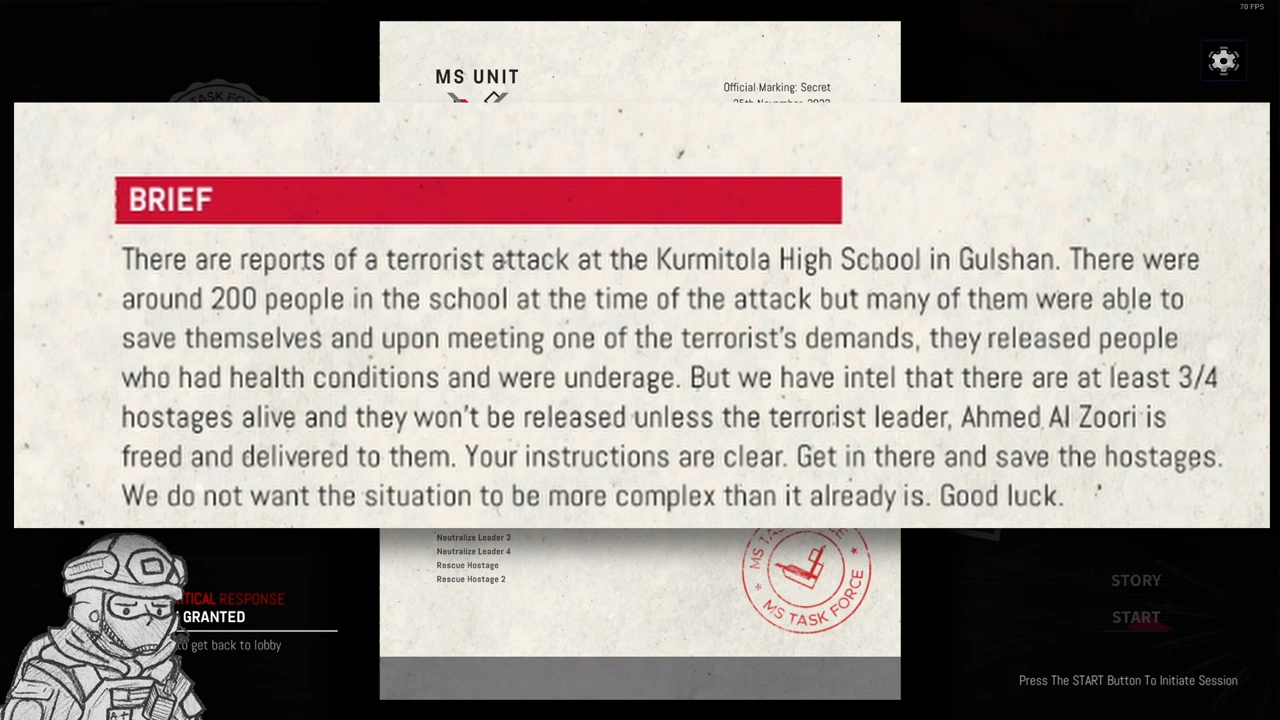 70 FPS
MS UNIT
Official Marking: Secret
25th November, 2022
TASK FORCE
BRIEF
There are reports of a terrorist attack at the Kurmitola High School in Gulshan. There were
around 200 people in the school at the time of the attack but many of them were able to
save themselves and upon meeting one of the terrorist's demands, they released people
who had health conditions and were underage. But we have intel that there are at least 3/4
hostages alive and they won't be released unless the terrorist leader, Ahmed Al Zoori is
freed and delivered to them. Your instructions are clear. Get in there and save the hostages.
We do not want the situation to be more complex than it already is. Good luck.
Neutralize Leader 3
Neutralize Leader 4
Rescue Hostage
Rescue Hostage 2
MS TASK FORCE
RESPONSE
GRANTED
to get back to lobby
STORY
START
Press The START Button To Initiate Session